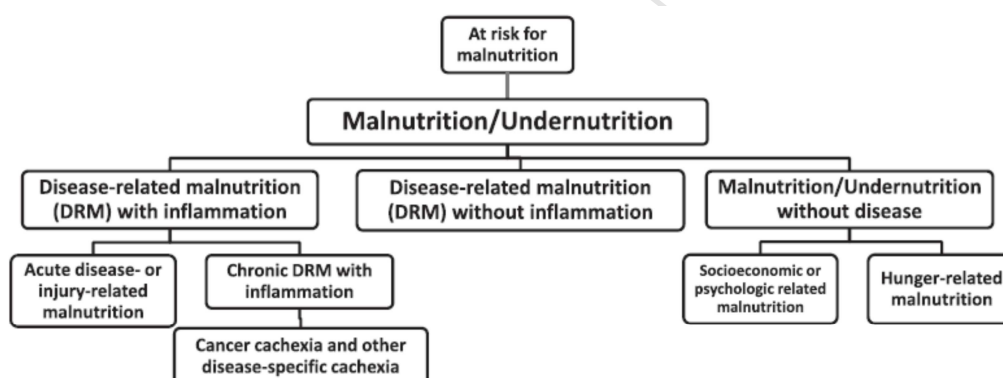 At risk for
malnutrition
Malnutrition/Undernutrition
Disease-related malnutrition
(DRM) with inflammation
Disease-related malnutrition
(DRM) without inflammation
Malnutrition/Undernutrition
without disease
Acute disease- or
injury-related
malnutrition
Chronic DRM with
inflammation
Socioeconomic or
psychologic related
malnutrition
Hunger-related
malnutrition
Cancer cachexia and other
disease-specific cachexia